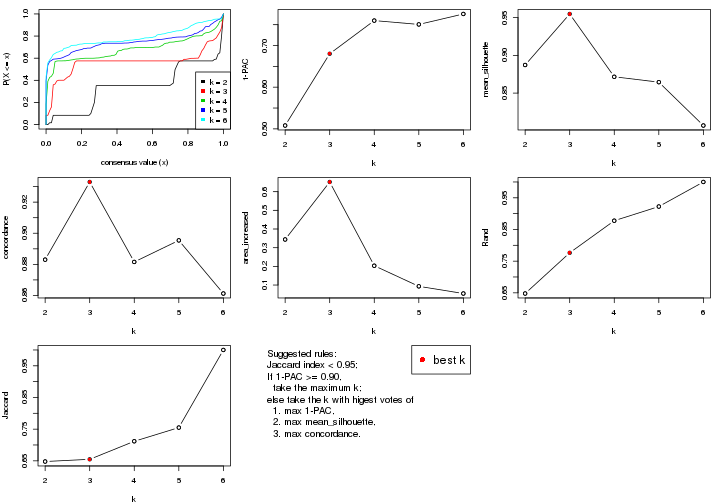 P(X <= x)
0.0 0.2 0.4 0.6 0.8 1.0
0.0 0.2 0.4 0.6 0.8 1.0
consensus value (x)
k = 2
k = 3
k = 4
k = 5
k = 6
1-PAC
0.50 0.60 0.70
2 3 4 5 6
k
mean_silhouette
0.85 0.90 0.95
2 3 4 5 6
k
concordance
0.86 0.88 0.90 0.92
2 3 4 5 6
k
area_increased
0.1 0.2 0.3 0.4 0.5 0.6
2 3 4 5 6
k
Rand
0.65 0.75 0.85 0.95
2 3 4 5 6
k
Jaccard
0.65 0.75 0.85 0.95
2 3 4 5 6
k
Suggested rules:
Jaccard index < 0.95;
If 1-PAC >= 0.90,
take the maximum k;
else take the k with higest votes of
1. max 1-PAC,
2. max mean_silhouette,
3. max concordance.
best k